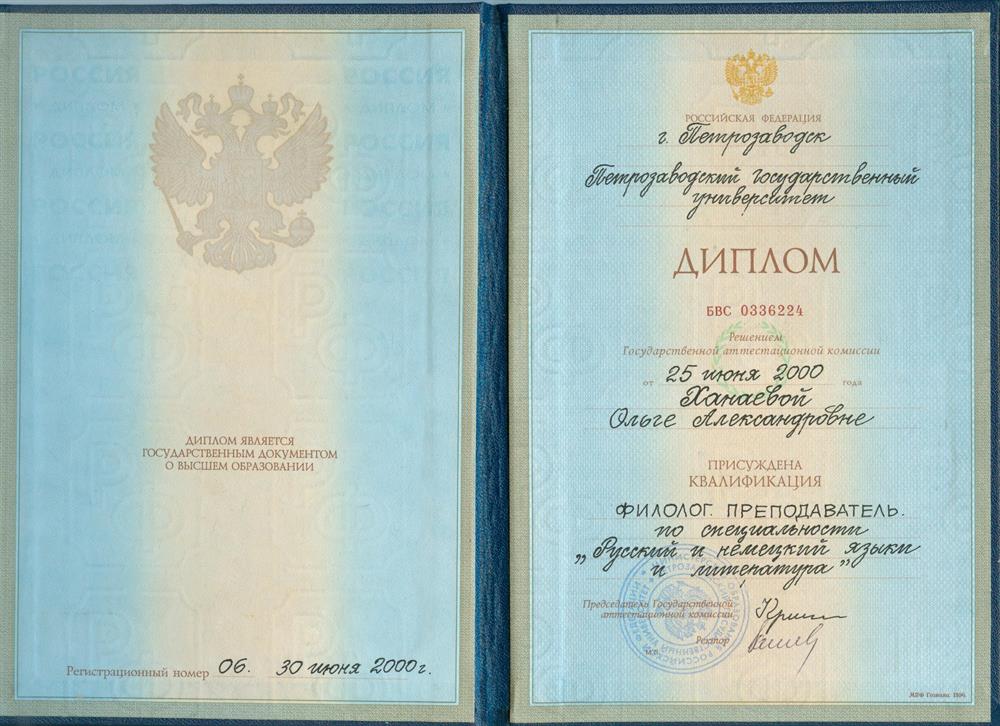 ДИПЛОМ ЯВЛЯЕТСЯ
ГОСУДАРСТВЕННЫМ ДОКУМЕНТОМ
О ВЫСШЕМ ОБРАЗОВАНИИ
Регистрационный номер 06. 30 июня 2000 г.
РОССИЙСКАЯ ФЕДЕРАЦИЯ
г. Петрозаводск
Петрозаводский государственный
университет
ДИПЛОМ
БВС 0336224
Решением
Государственной аттестационной комиссии
от 25 июня 2000 года
Ханаевой
Ольге Александровне
ПРИСУЖДЕНА
КВАЛИФИКАЦИЯ
ФИЛОЛОГ. ПРЕПОДАВАТЕЛЬ.
по специальности
„Русский и немецкий языки
и литература”
Председатель Государственной
аттестационной комиссии
Ректор
М.П.